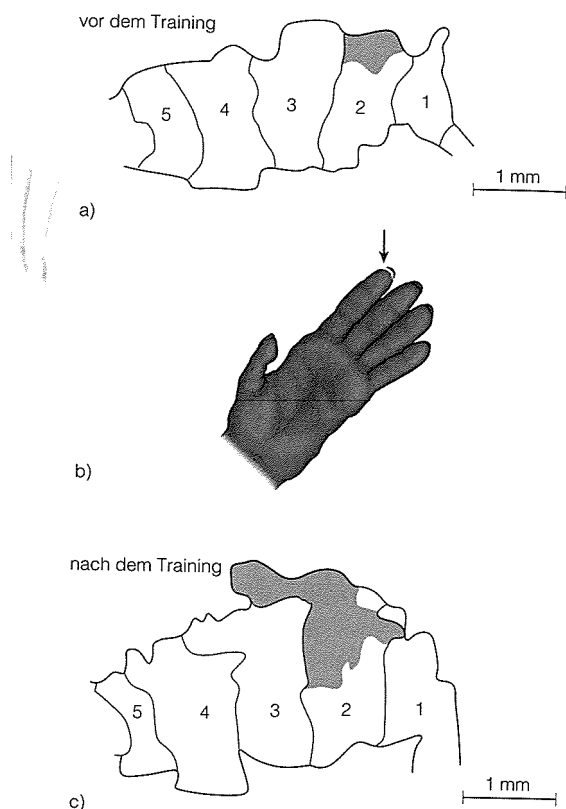 vor dem Training
5 4 3 2 1
1 mm
a)
b)
nach dem Training
5 4 3 2 1
1 mm
c)